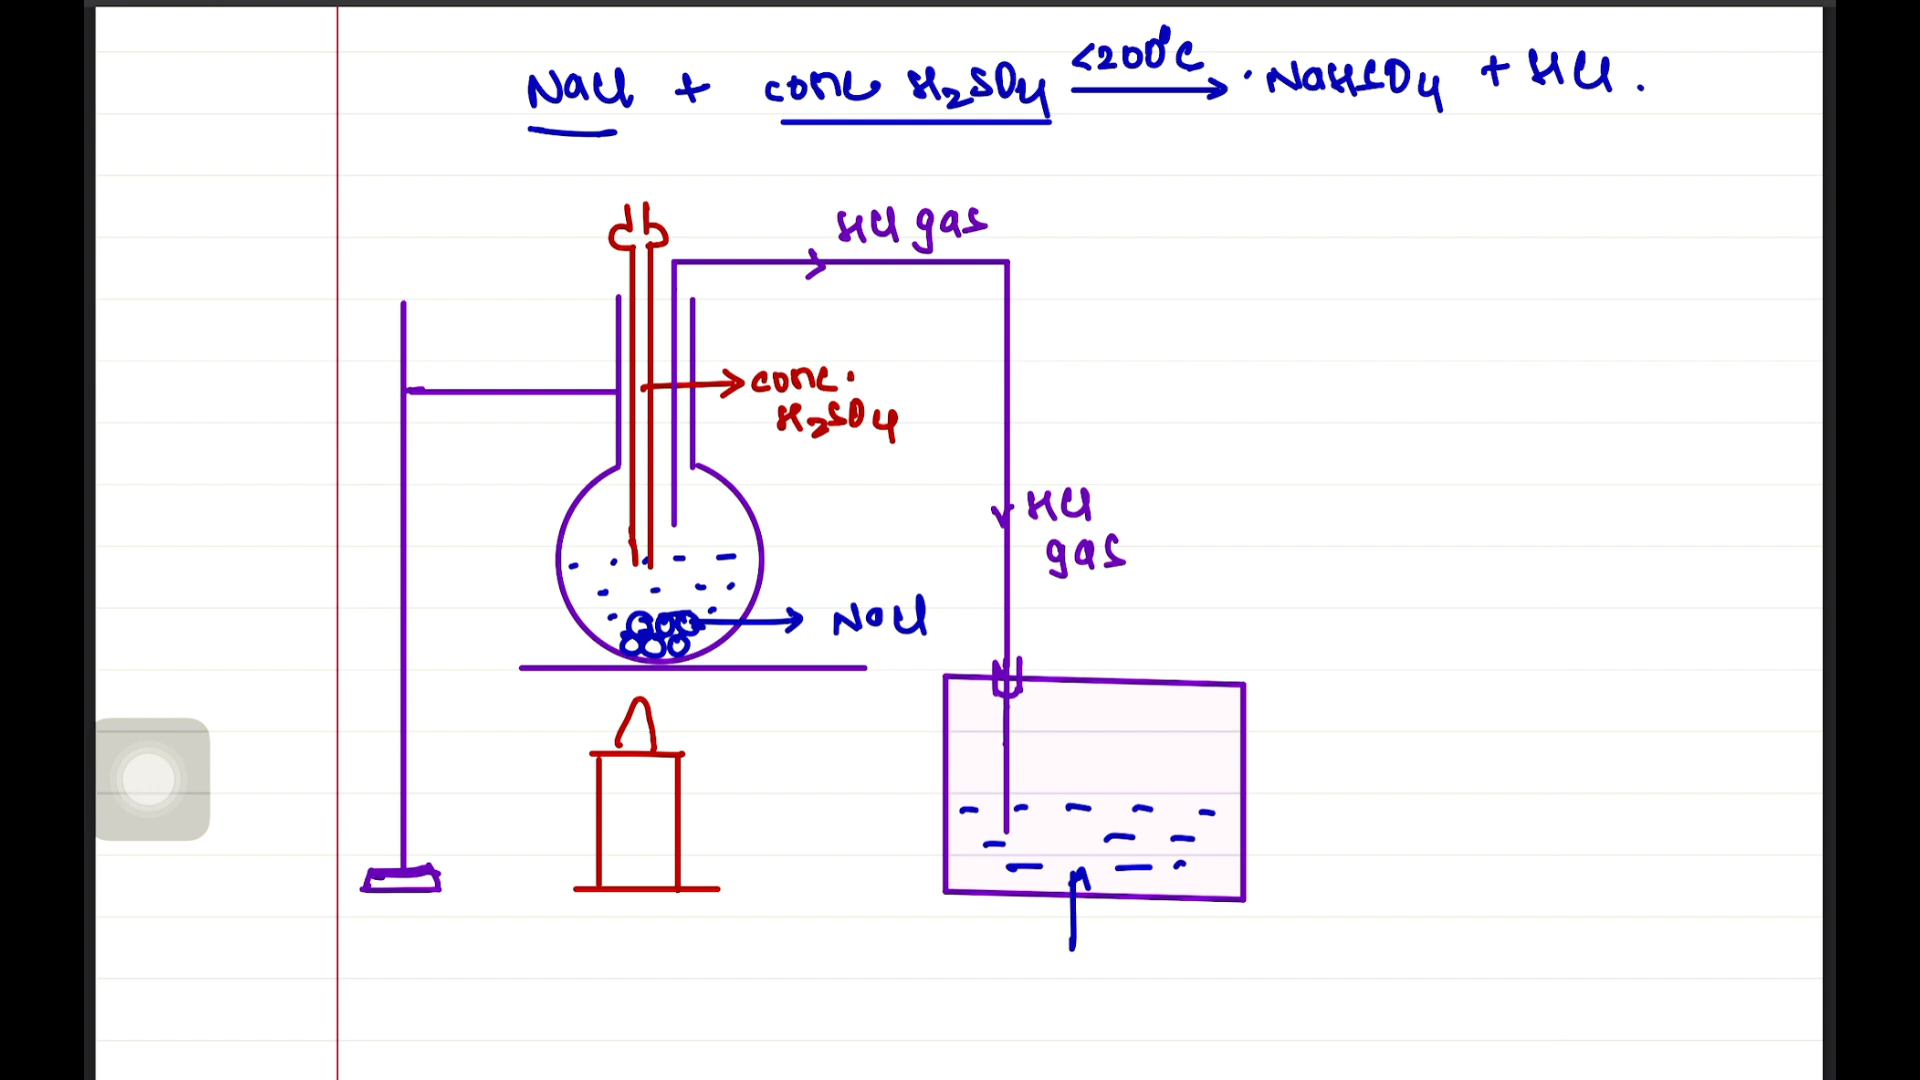 NaCl + conc H₂SO₄ <200°C → NaHSO₄ + HCl.
HCl gas
conc.
H₂SO₄
HCl
gas
NaCl